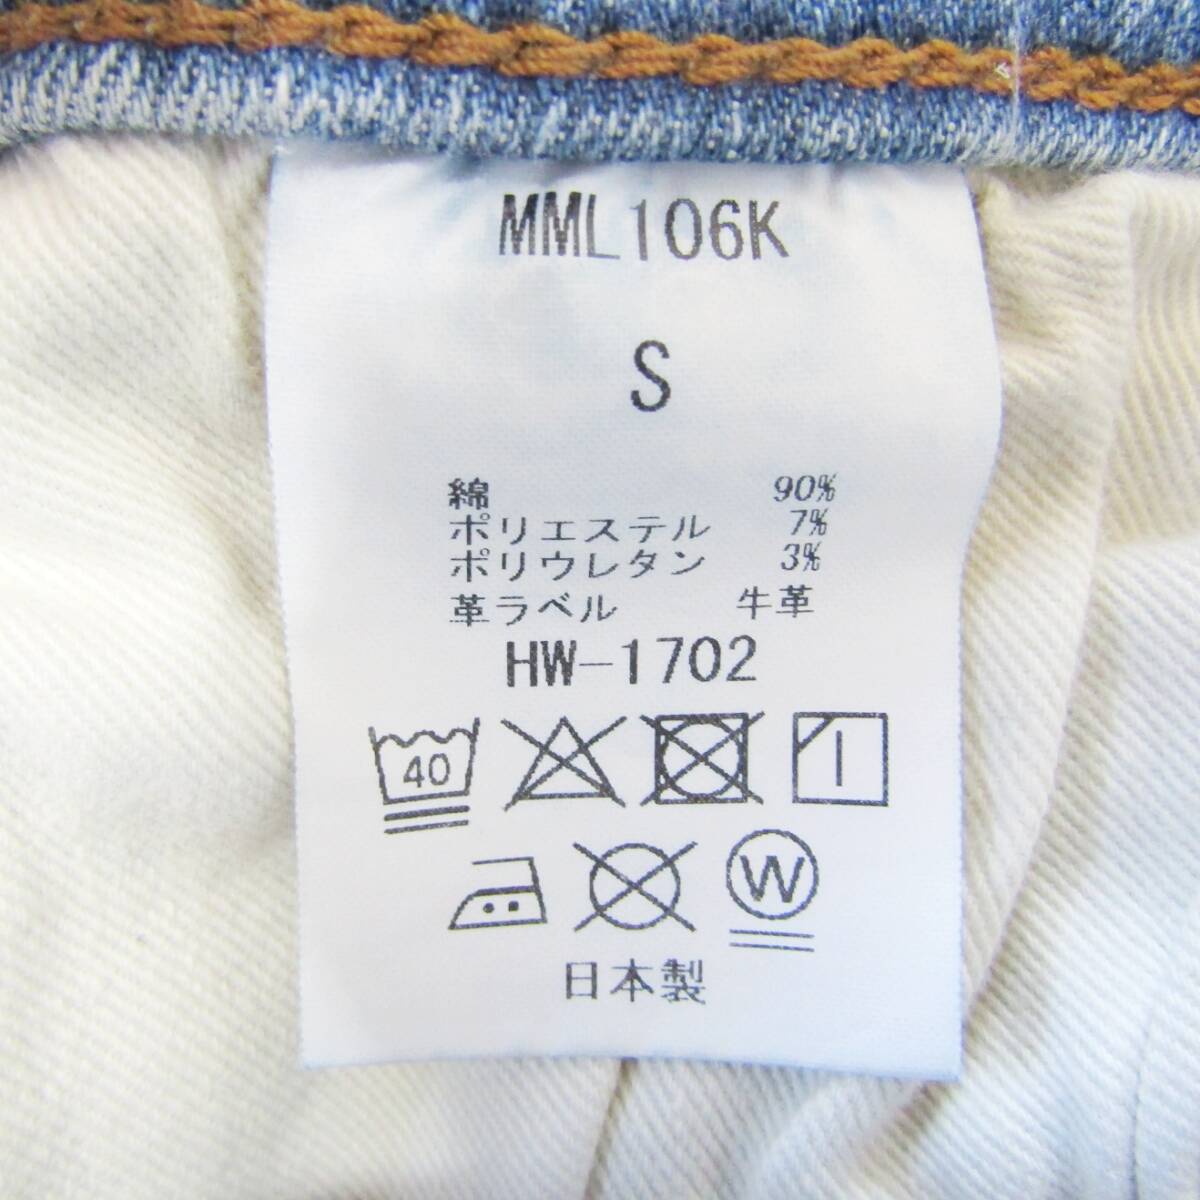 MML106K
S
綿 90%
ポリエステル 7%
ポリウレタン 3%
革ラベル 牛革
HW-1702
40
W
日本製